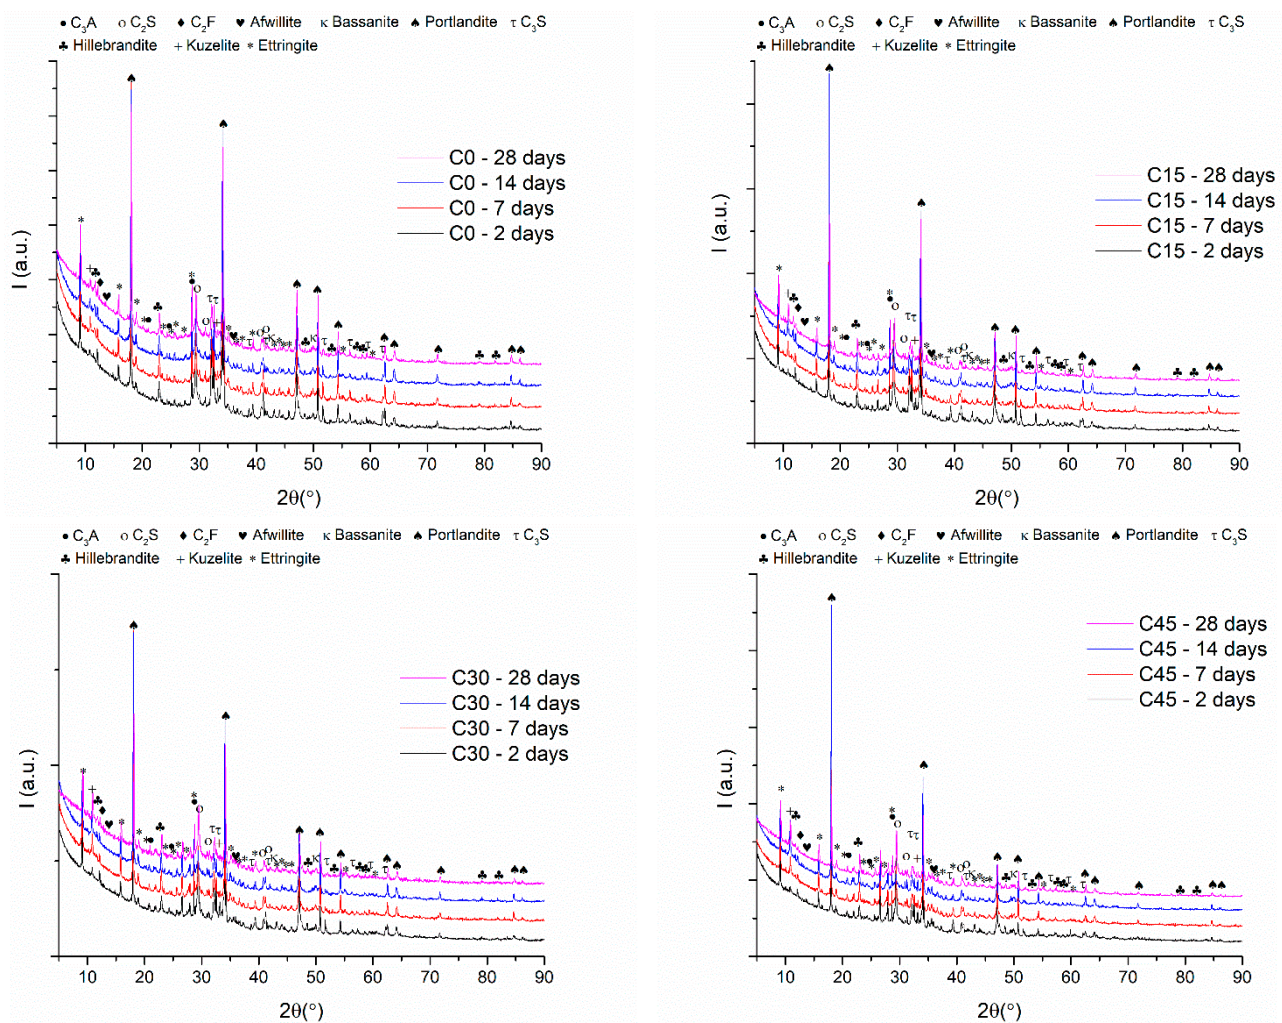 ● C₃A o C₂S ♦ C₂F ♥ Afwillite κ Bassanite ♠ Portlandite τ C₃S
♣ Hillebrandite + Kuzelite * Ettringite
I (a.u.)
C0 - 28 days
C0 - 14 days
C0 - 7 days
C0 - 2 days
10 20 30 40 50 60 70 80 90
2θ(°)
● C₃A o C₂S ♦ C₂F ♥ Afwillite κ Bassanite ♠ Portlandite τ C₃S
♣ Hillebrandite + Kuzelite * Ettringite
I (a.u.)
C15 - 28 days
C15 - 14 days
C15 - 7 days
C15 - 2 days
10 20 30 40 50 60 70 80 90
2θ(°)
● C₃A o C₂S ♦ C₂F ♥ Afwillite κ Bassanite ♠ Portlandite τ C₃S
♣ Hillebrandite + Kuzelite * Ettringite
I (a.u.)
C30 - 28 days
C30 - 14 days
C30 - 7 days
C30 - 2 days
10 20 30 40 50 60 70 80 90
2θ(°)
● C₃A o C₂S ♦ C₂F ♥ Afwillite κ Bassanite ♠ Portlandite τ C₃S
♣ Hillebrandite + Kuzelite * Ettringite
I (a.u.)
C45 - 28 days
C45 - 14 days
C45 - 7 days
C45 - 2 days
10 20 30 40 50 60 70 80 90
2θ(°)